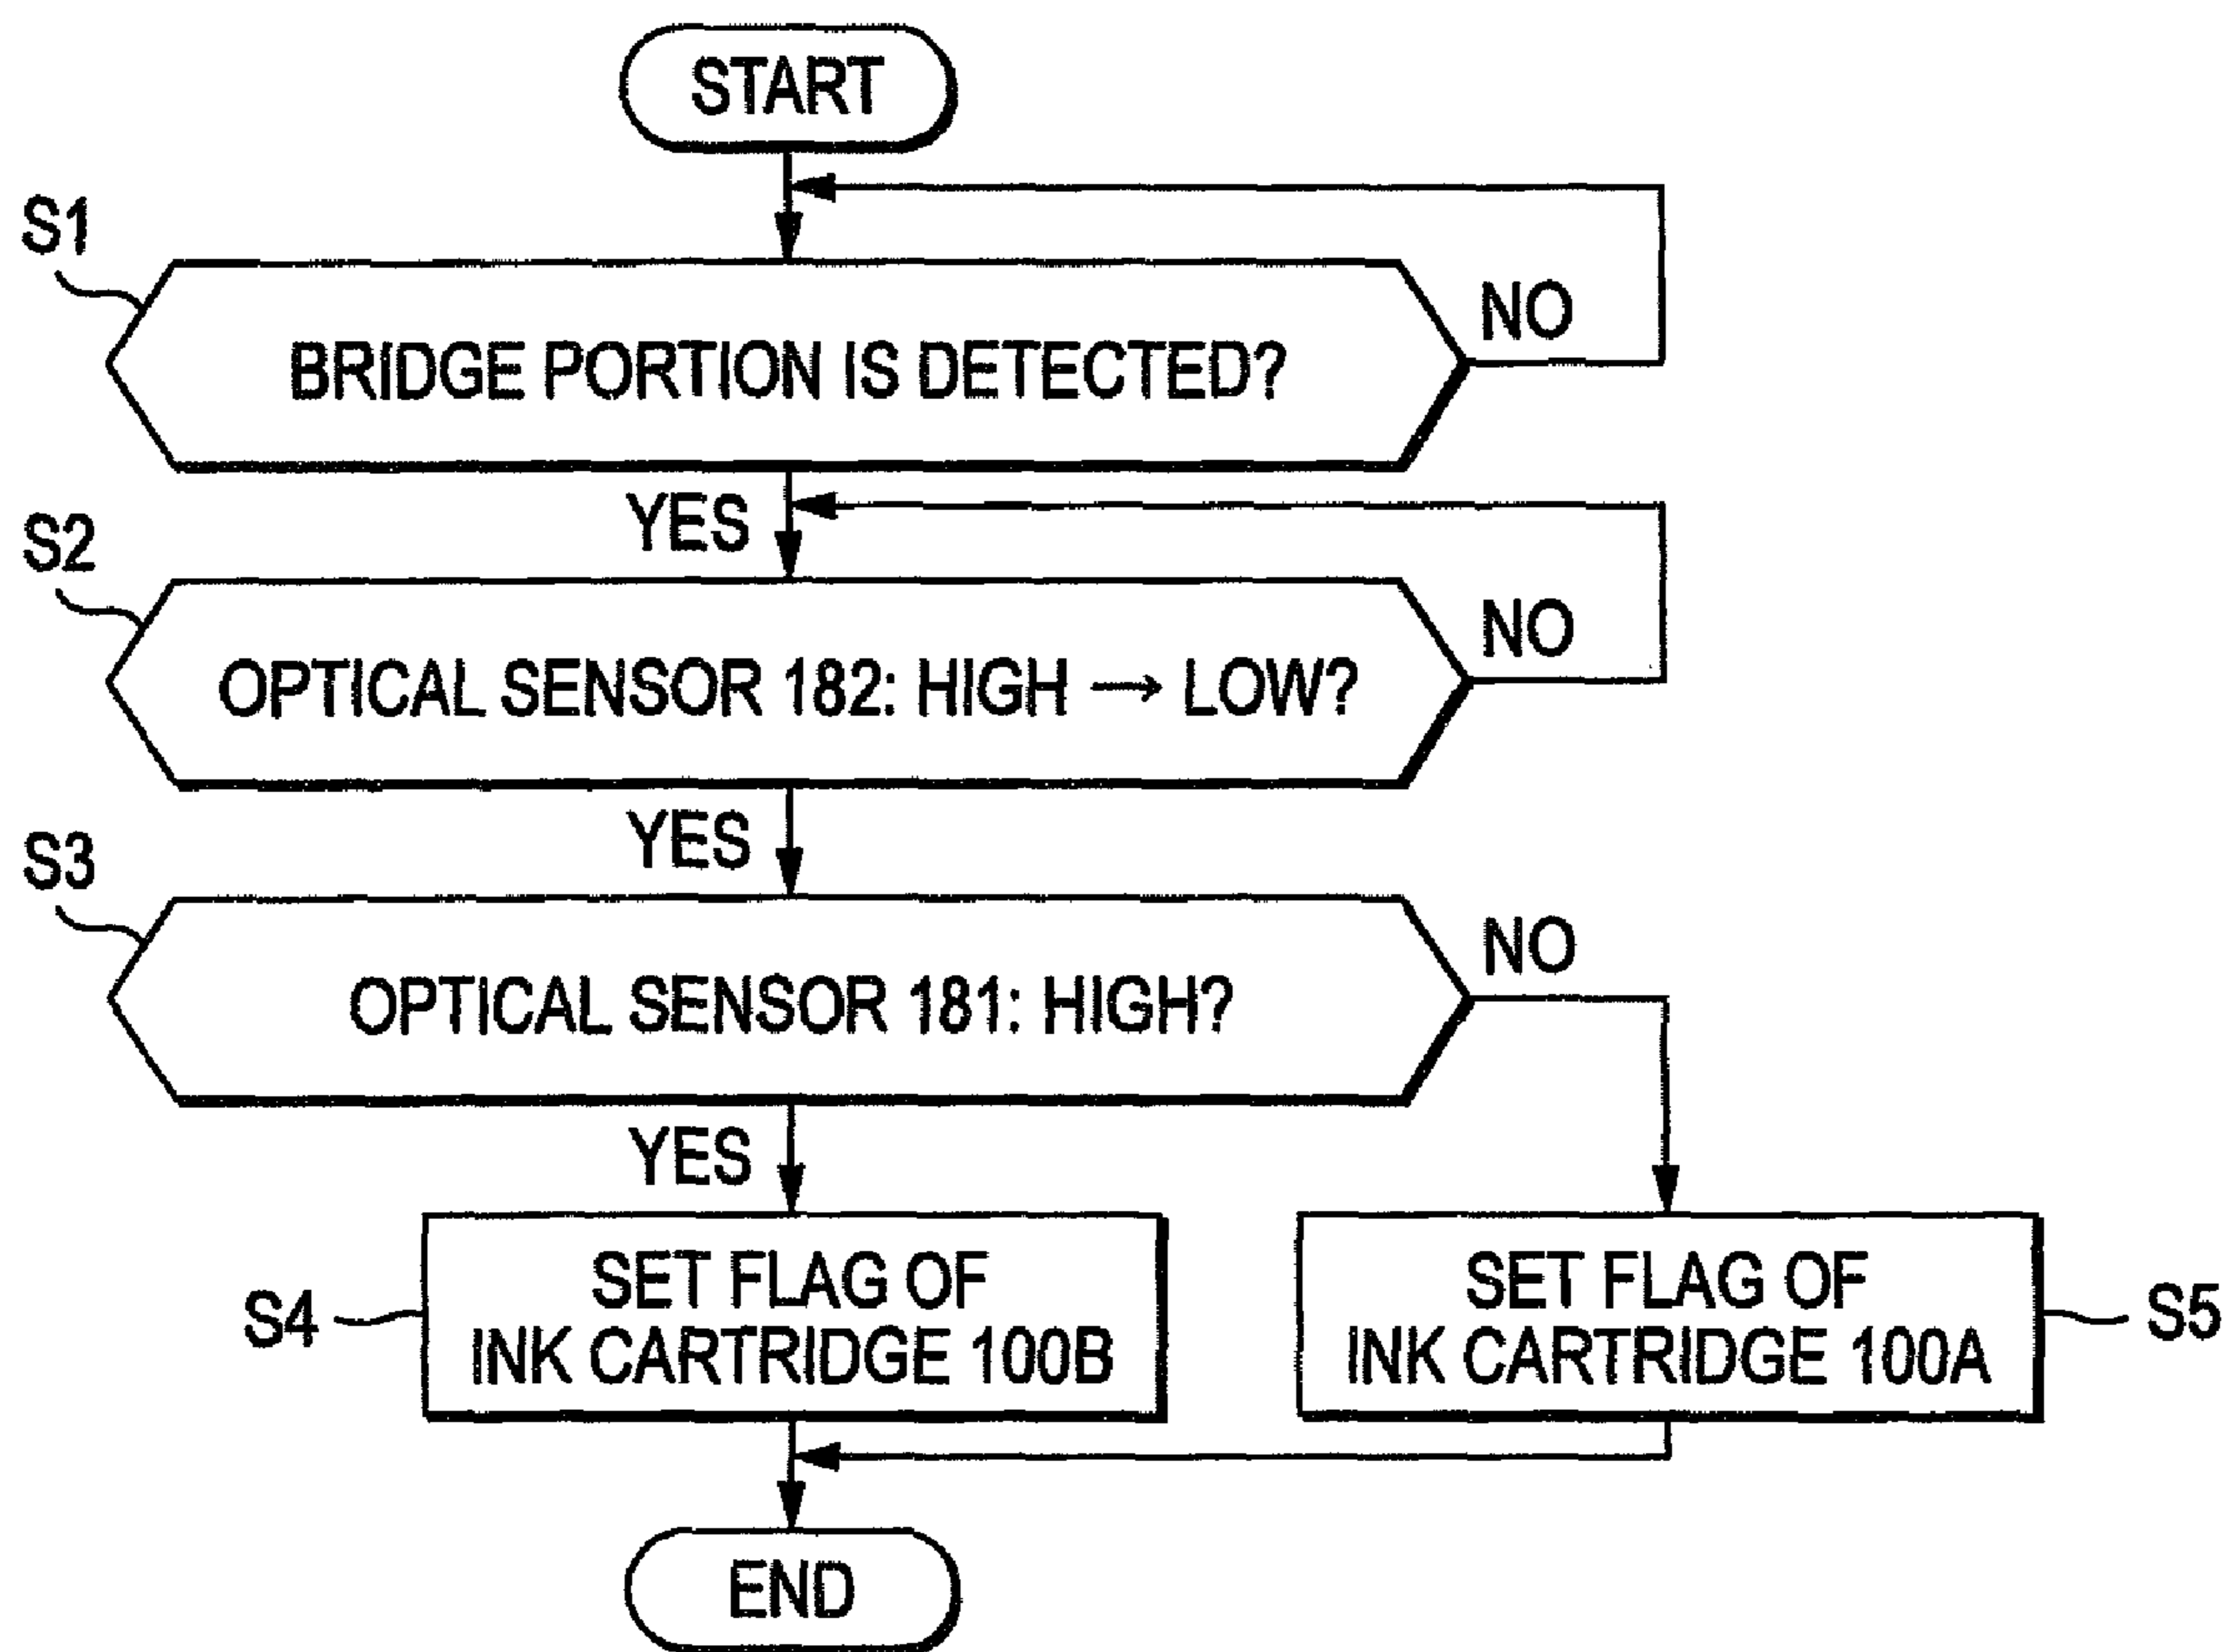 START
S1
NO
BRIDGE PORTION IS DETECTED?
YES
S2
NO
OPTICAL SENSOR 182: HIGH → LOW?
YES
S3
NO
OPTICAL SENSOR 181: HIGH?
YES
S4
SET FLAG OF
INK CARTRIDGE 100B
SET FLAG OF
INK CARTRIDGE 100A
S5
END